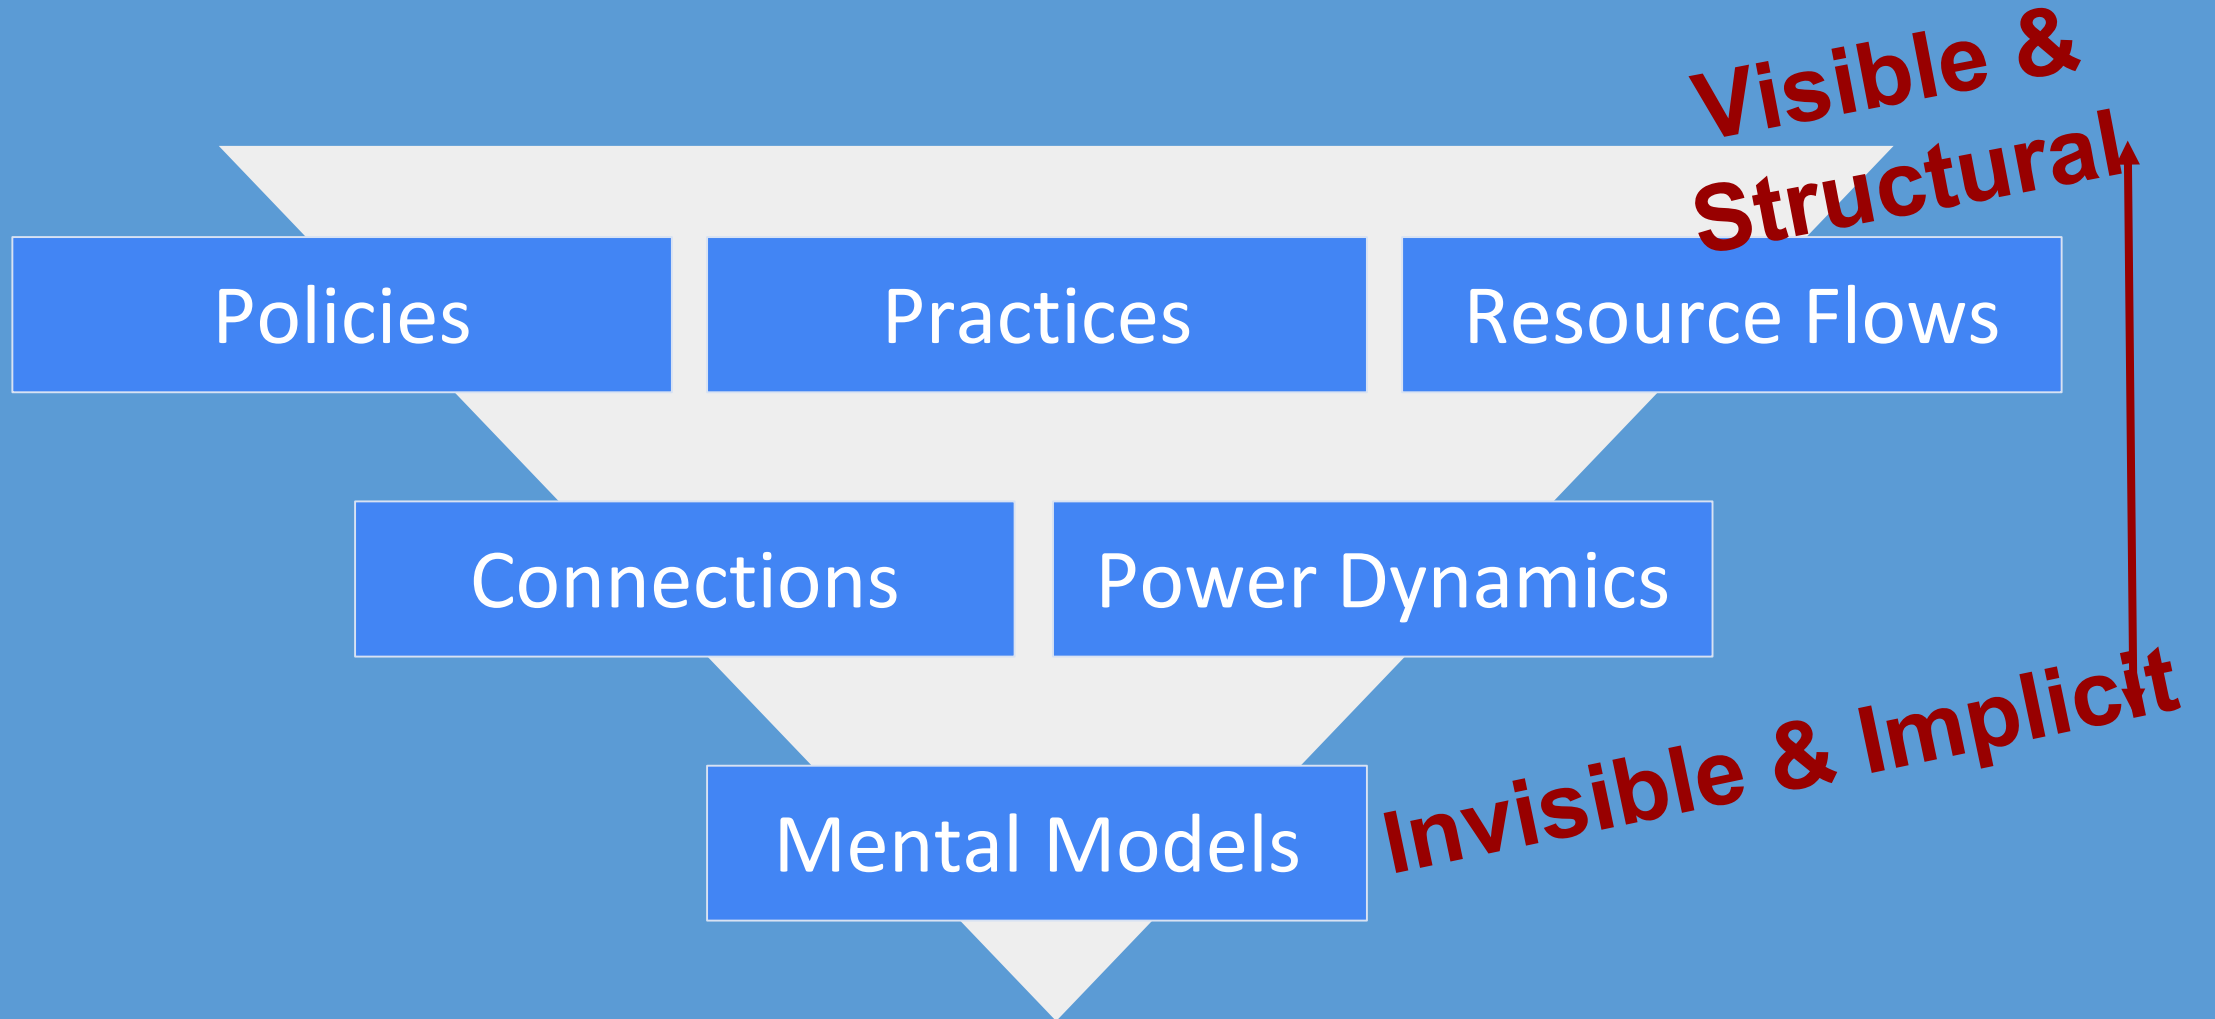 Visible &
Structural
Policies
Practices
Resource Flows
Connections
Power Dynamics
Mental Models
Invisible & Implicit